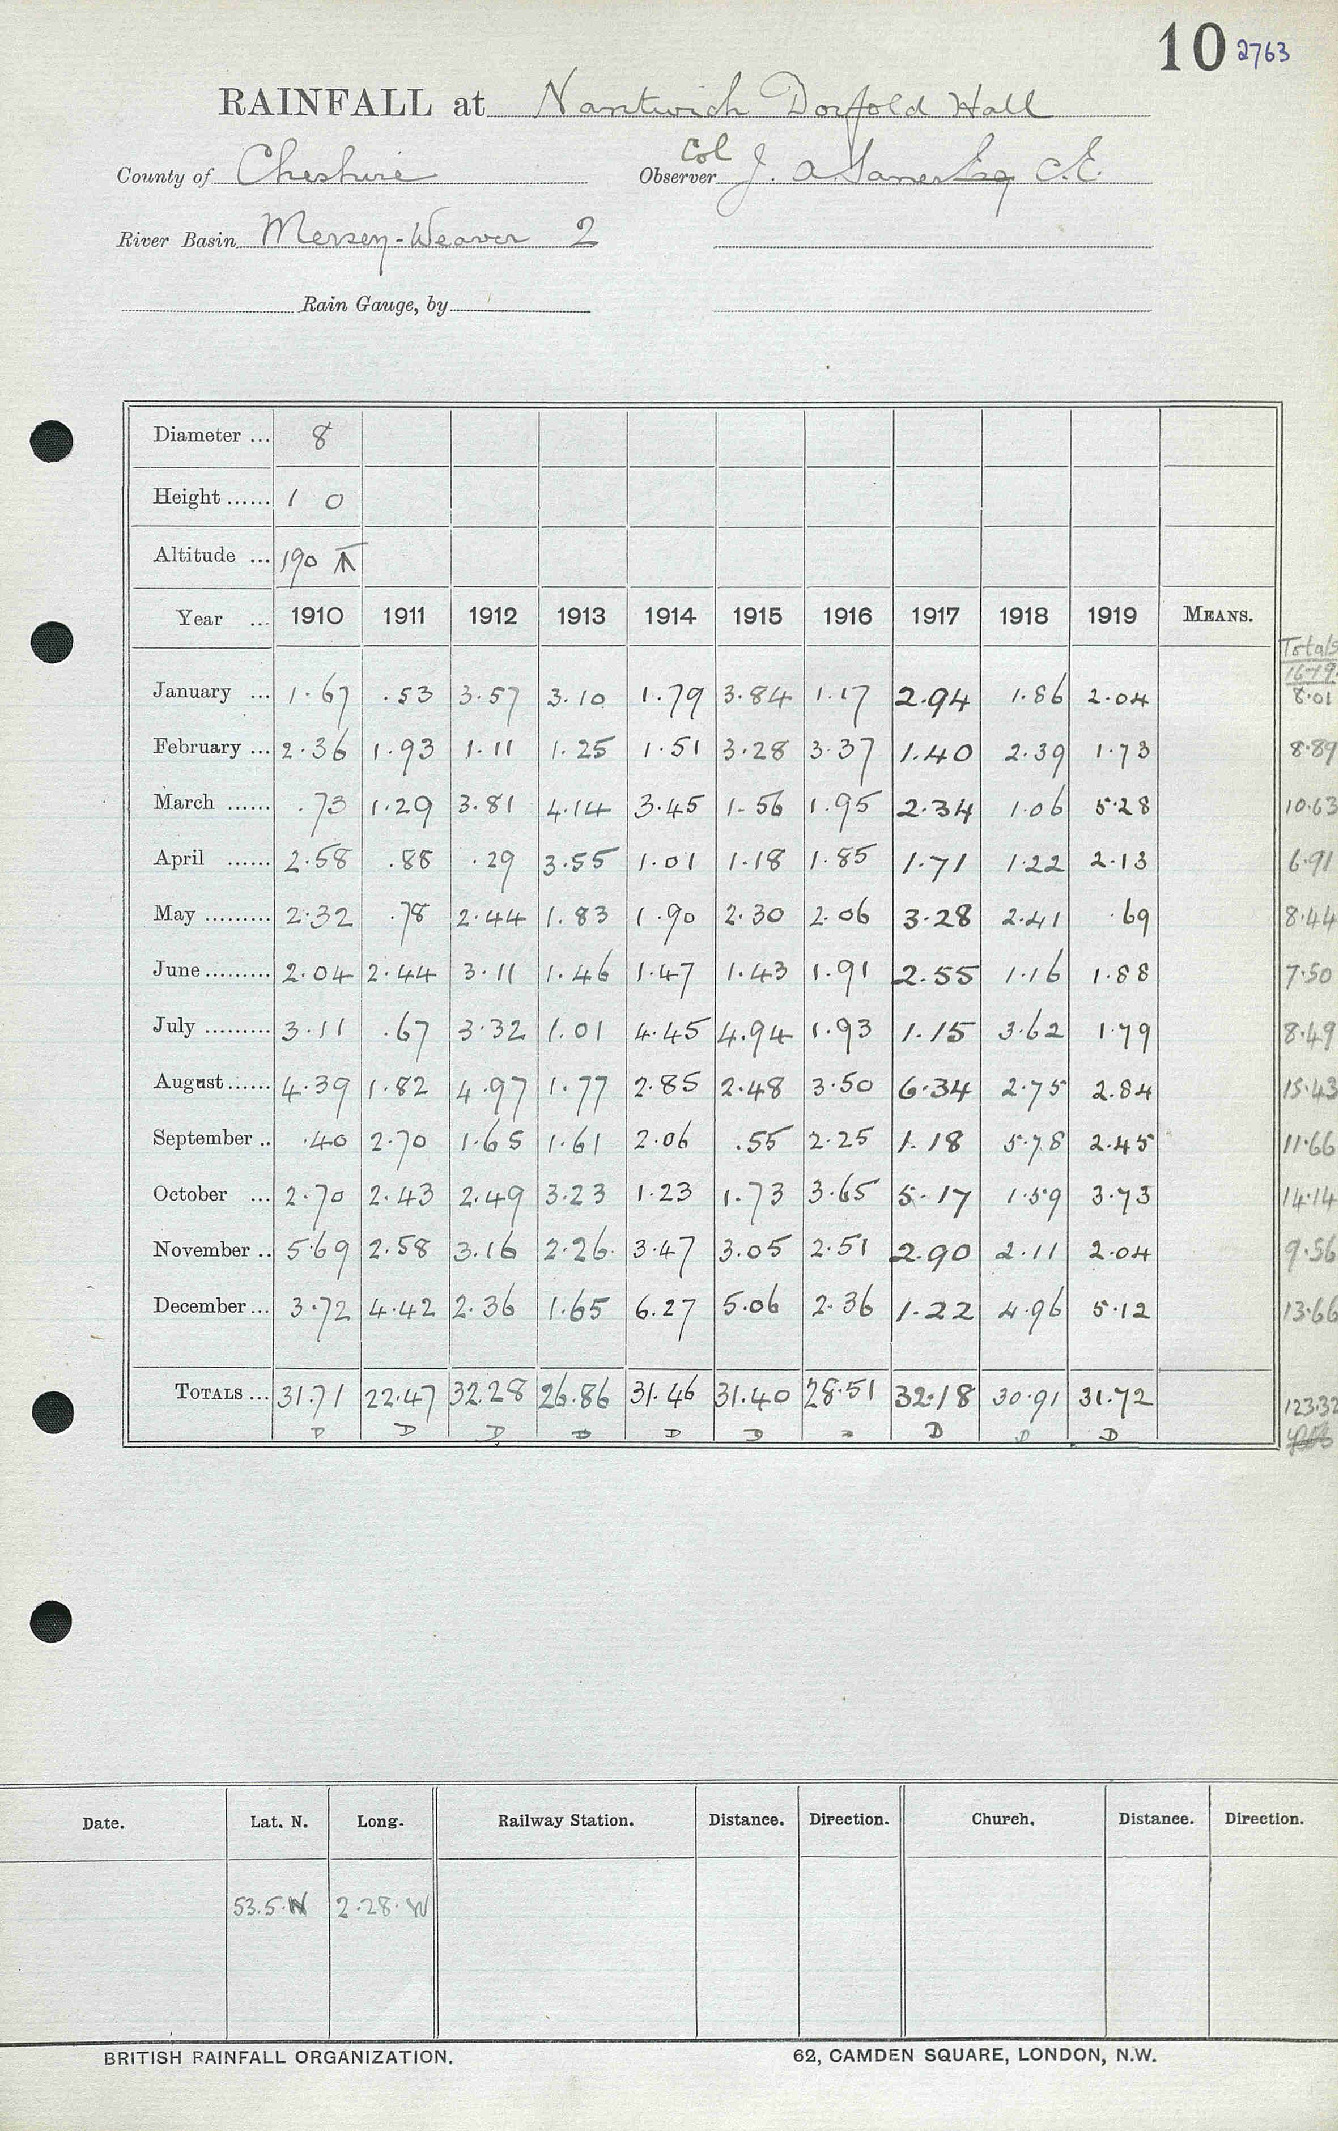 10 2763
RAINFALL at Nantwich Dorfold Hall
Col
County of Cheshire Observer J. A. Saner Esq C.E.
River Basin Mersey-Weaver 2
Rain Gauge, by
Diameter ... 8
Height ...... 1 0
Altitude ... 190
Year ... 1910 1911 1912 1913 1914 1915 1916 1917 1918 1919 MEANS.
Totals
16-19
January ... 1.67 .53 3.57 3.10 1.79 3.84 1.17 2.94 1.86 2.04 8.01
February ... 2.36 1.93 1.11 1.25 1.51 3.28 3.37 1.40 2.39 1.73 8.89
March ...... .73 1.29 3.81 4.14 3.45 1.56 1.95 2.34 1.06 5.28 10.63
April ...... 2.58 .88 .29 3.55 1.01 1.18 1.85 1.71 1.22 2.13 6.91
May ......... 2.32 .78 2.44 1.83 1.90 2.30 2.06 3.28 2.41 .69 8.44
June ......... 2.04 2.44 3.11 1.46 1.47 1.43 1.91 2.55 1.16 1.88 7.50
July ......... 3.11 .67 3.32 1.01 4.45 4.94 1.93 1.15 3.62 1.79 8.49
August ...... 4.39 1.82 4.97 1.77 2.85 2.48 3.50 6.34 2.75 2.84 15.43
September .. .40 2.70 1.65 1.61 2.06 .55 2.25 1.18 5.78 2.45 11.66
October ... 2.70 2.43 2.49 3.23 1.23 1.73 3.65 5.17 1.59 3.73 14.14
November .. 5.69 2.58 3.16 2.26 3.47 3.05 2.51 2.90 2.11 2.04 9.56
December ... 3.72 4.42 2.36 1.65 6.27 5.06 2.36 1.22 4.96 5.12 13.66
TOTALS ... 31.71 22.47 32.28 26.86 31.46 31.40 28.51 32.18 30.91 31.72 123.32
D D D D D D D D D D
Date. Lat. N. Long. Railway Station. Distance. Direction. Church. Distance. Direction.
53.5.N 2.28.W
BRITISH RAINFALL ORGANIZATION. 62, CAMDEN SQUARE, LONDON, N.W.